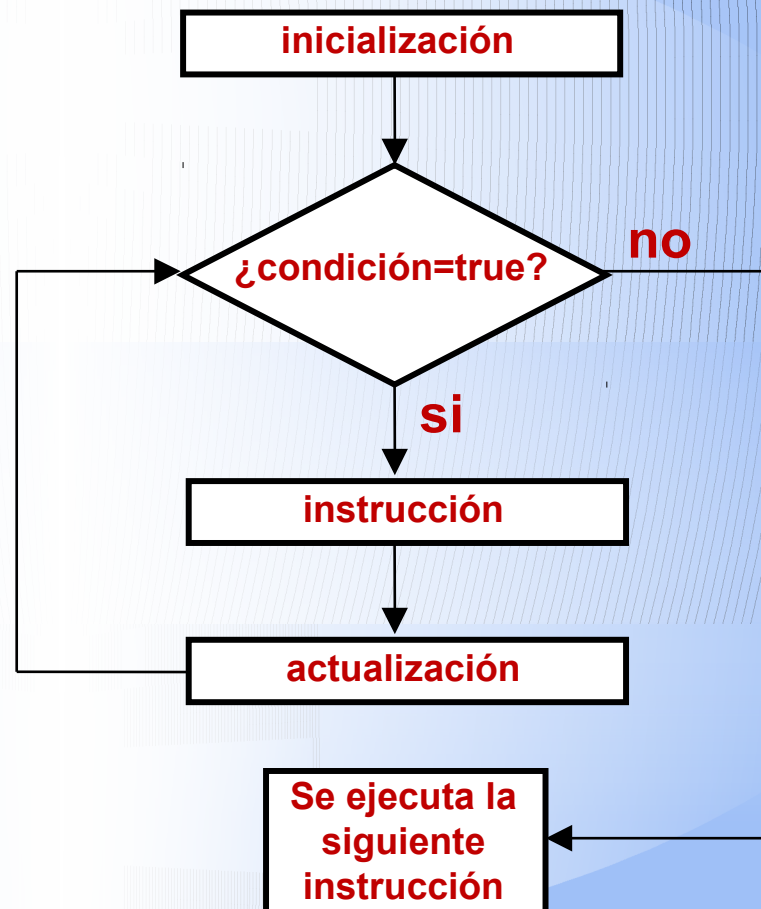 inicialización
¿condición=true?
no
si
instrucción
actualización
Se ejecuta la
siguiente
instrucción